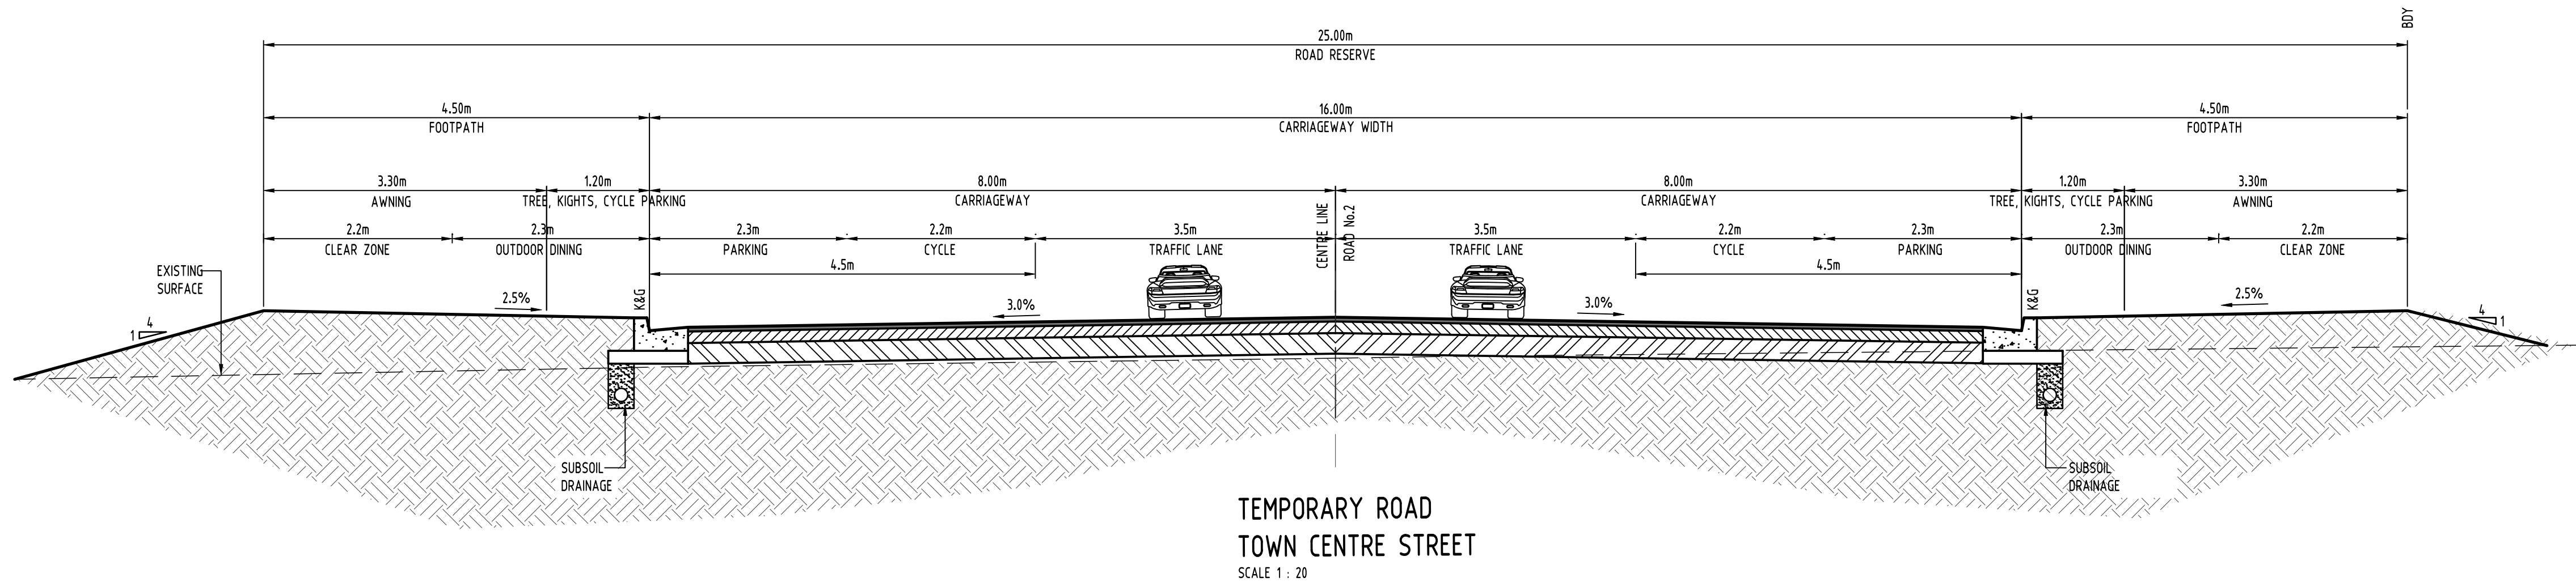 BDY
25.00m
ROAD RESERVE
4.50m
FOOTPATH
16.00m
CARRIAGEWAY WIDTH
4.50m
FOOTPATH
3.30m
AWNING
1.20m
TREE, KIGHTS, CYCLE PARKING
8.00m
CARRIAGEWAY
8.00m
CARRIAGEWAY
1.20m
TREE, KIGHTS, CYCLE PARKING
3.30m
AWNING
2.2m
CLEAR ZONE
2.3m
OUTDOOR DINING
2.3m
PARKING
2.2m
CYCLE
3.5m
TRAFFIC LANE
CENTRE LINE
ROAD No.2
3.5m
TRAFFIC LANE
2.2m
CYCLE
2.3m
PARKING
2.3m
OUTDOOR DINING
2.2m
CLEAR ZONE
4.5m
4.5m
EXISTING
SURFACE
K&G
K&G
2.5%
3.0%
3.0%
2.5%
4
1
4
1
SUBSOIL
DRAINAGE
SUBSOIL
DRAINAGE
TEMPORARY ROAD
TOWN CENTRE STREET
SCALE 1 : 20